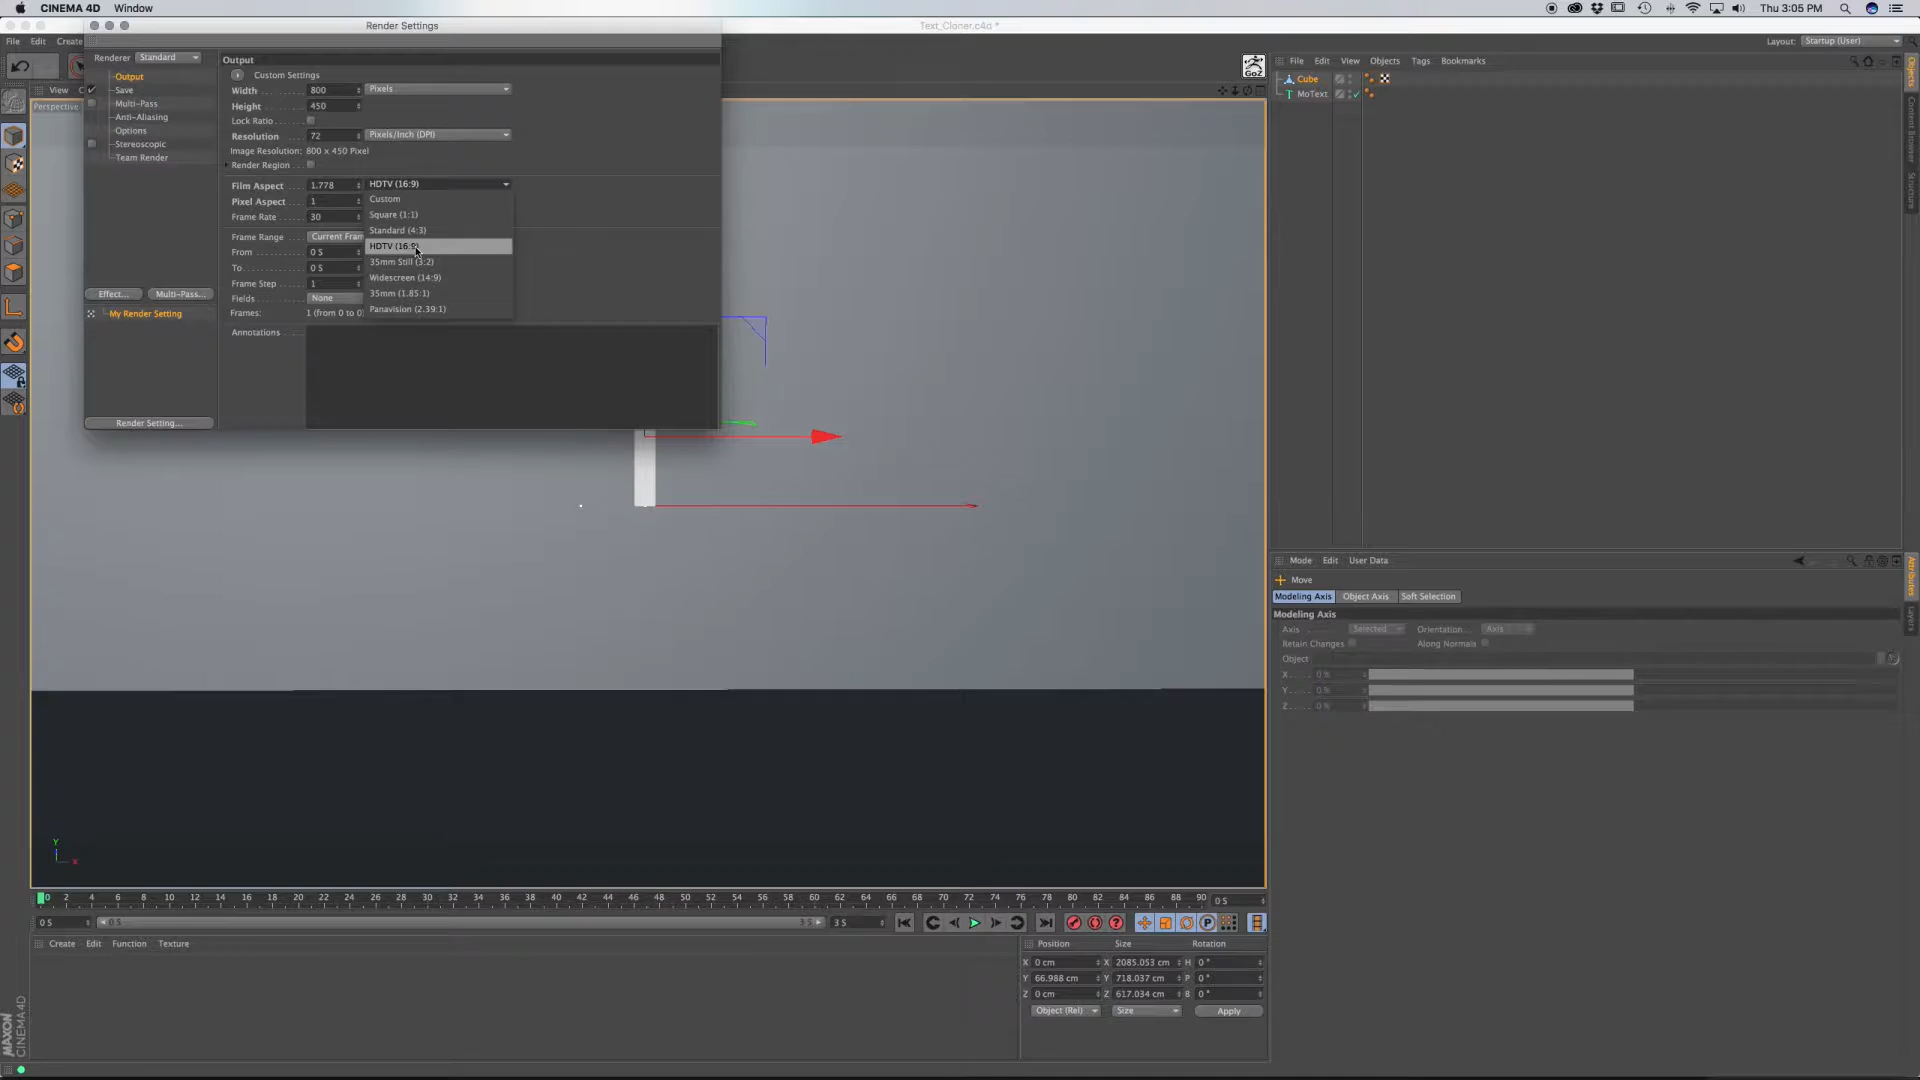 CINEMA 4D Window Thu 3:05 PM
Render Settings
Text_Cloner.c4d *
File Edit Create
Layout: Startup (User)
Renderer Standard
Output
Save
Multi-Pass
Anti-Aliasing
Options
Stereoscopic
Team Render
Effect... Multi-Pass...
My Render Setting
Render Setting...
Output
Custom Settings
Width 800 Pixels
Height 450
Lock Ratio
Resolution 72 Pixels/Inch (DPI)
Image Resolution: 800 x 450 Pixel
Render Region
Film Aspect 1.778 HDTV (16:9)
Pixel Aspect 1
Frame Rate 30
Frame Range Current Fram
From 0 S
To 0 S
Frame Step 1
Fields None
Frames: 1 (from 0 to 0)
Annotations
Custom
Square (1:1)
Standard (4:3)
HDTV (16:9)
35mm Still (3:2)
Widescreen (14:9)
35mm (1.85:1)
Panavision (2.39:1)
View
Perspective
GoZ
File Edit View Objects Tags Bookmarks
Cube
MoText
Objects
Content Browser
Structure
Mode Edit User Data
Move
Modeling Axis Object Axis Soft Selection
Modeling Axis
Axis Selected Orientation Axis
Retain Changes Along Normals
Object
X 0 %
Y 0 %
Z 0 %
Attributes
Layers
Y
X
0 2 4 6 8 10 12 14 16 18 20 22 24 26 28 30 32 34 36 38 40 42 44 46 48 50 52 54 56 58 60 62 64 66 68 70 72 74 76 78 80 82 84 86 88 90 0 S
0 S 0 S 3 S 3 S
Create Edit Function Texture
Position Size Rotation
X 0 cm X 2085.053 cm H 0 °
Y 66.988 cm Y 718.037 cm P 0 °
Z 0 cm Z 617.034 cm B 0 °
Object (Rel) Size Apply
MAXON
CINEMA 4D